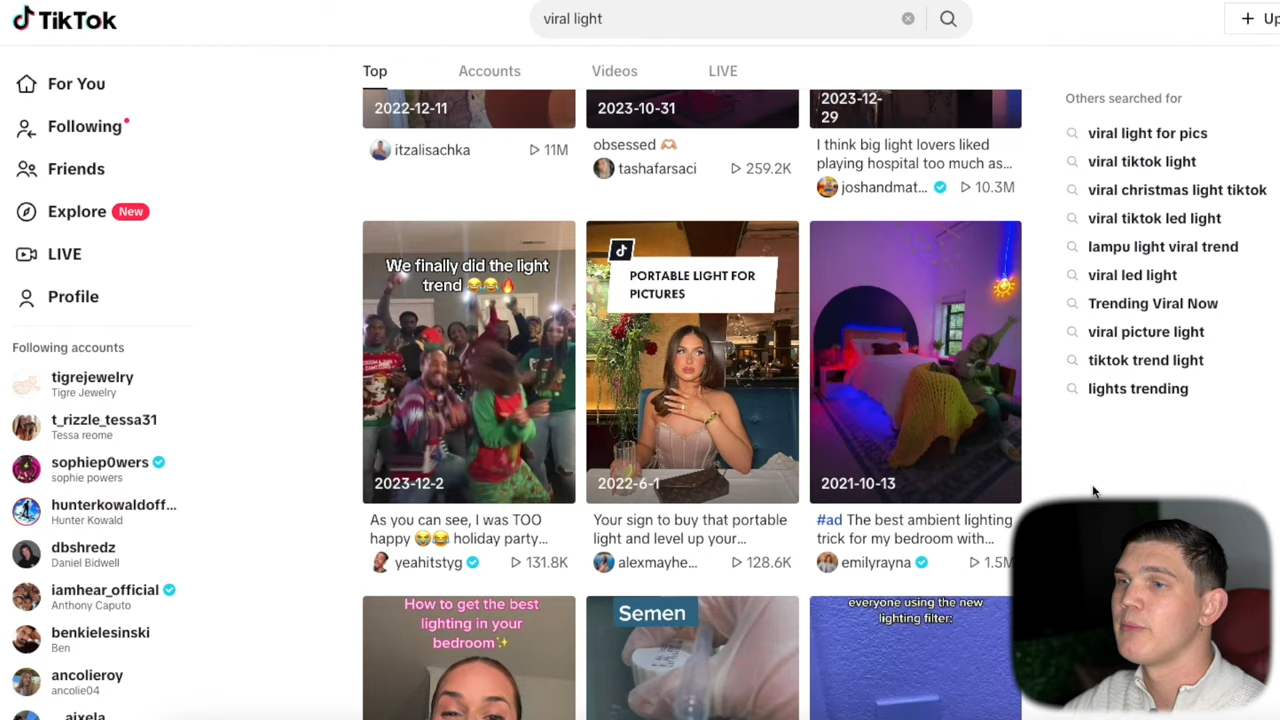 TikTok
viral light
Up
For You
Following
Friends
Explore New
LIVE
Profile
Following accounts
tigrejewelry
Tigre Jewelry
t_rizzle_tessa31
Tessa reome
sophiep0wers
sophie powers
hunterkowaldoff...
Hunter Kowald
dbshredz
Daniel Bidwell
iamhear_official
Anthony Caputo
benkielesinski
Ben
ancolieroy
ancolie04
aixela
Top Accounts Videos LIVE
2022-12-11
itzalisachka 11M
2023-10-31
obsessed 🫶🏼
tashafarsaci 259.2K
2023-12-
29
I think big light lovers liked
playing hospital too much as...
joshandmat... 10.3M
We finally did the light
trend 😂😂🔥
2023-12-2
As you can see, I was TOO
happy 😭😂 holiday party...
yeahitstyg 131.8K
PORTABLE LIGHT FOR
PICTURES
2022-6-1
Your sign to buy that portable
light and level up your...
alexmayhe... 128.6K
2021-10-13
#ad The best ambient lighting
trick for my bedroom with...
emilyrayna 1.5M
How to get the best
lighting in your
bedroom✨
Semen
everyone using the new
lighting filter:
Others searched for
viral light for pics
viral tiktok light
viral christmas light tiktok
viral tiktok led light
lampu light viral trend
viral led light
Trending Viral Now
viral picture light
tiktok trend light
lights trending